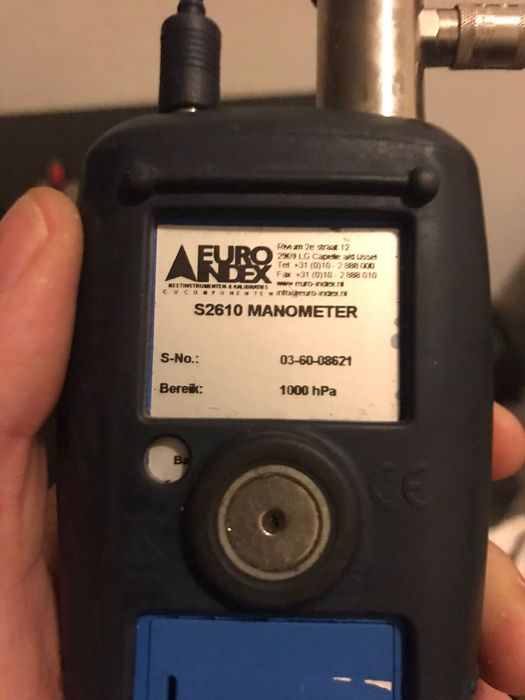 EURO
INDEX
MEETINSTRUMENTEN & KALIBRATIES
C V C O M P O N E N T E N
Rivium 2e straat 12
2909 LG Capelle a/d IJssel
Tel. +31 (0)10 - 2 888 000
Fax. +31 (0)10 - 2 888 010
www.euro-index.nl
info@euro-index.nl
S2610 MANOMETER
S-No.: 03-60-08621
Bereik: 1000 hPa
Ba
CE